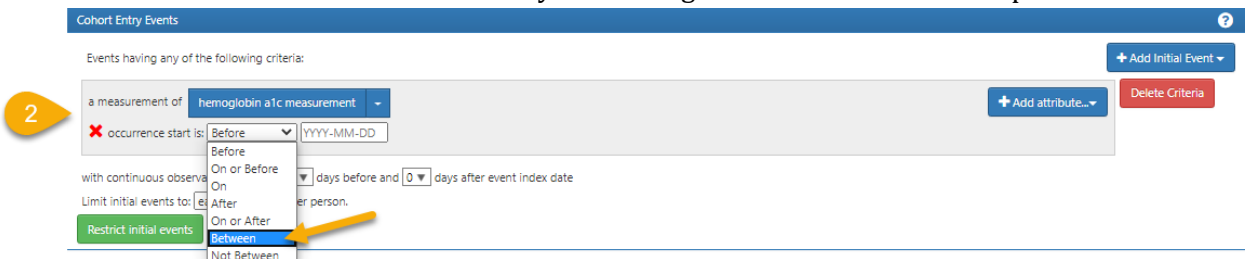 Cohort Entry Events ?
Events having any of the following criteria:
+ Add Initial Event
2
a measurement of hemoglobin a1c measurement
+ Add attribute...
Delete Criteria
occurrence start is: Before YYYY-MM-DD
Before
On or Before
On
After
On or After
Between
Not Between
with continuous observa days before and 0 days after event index date
Limit initial events to: er person.
Restrict initial events